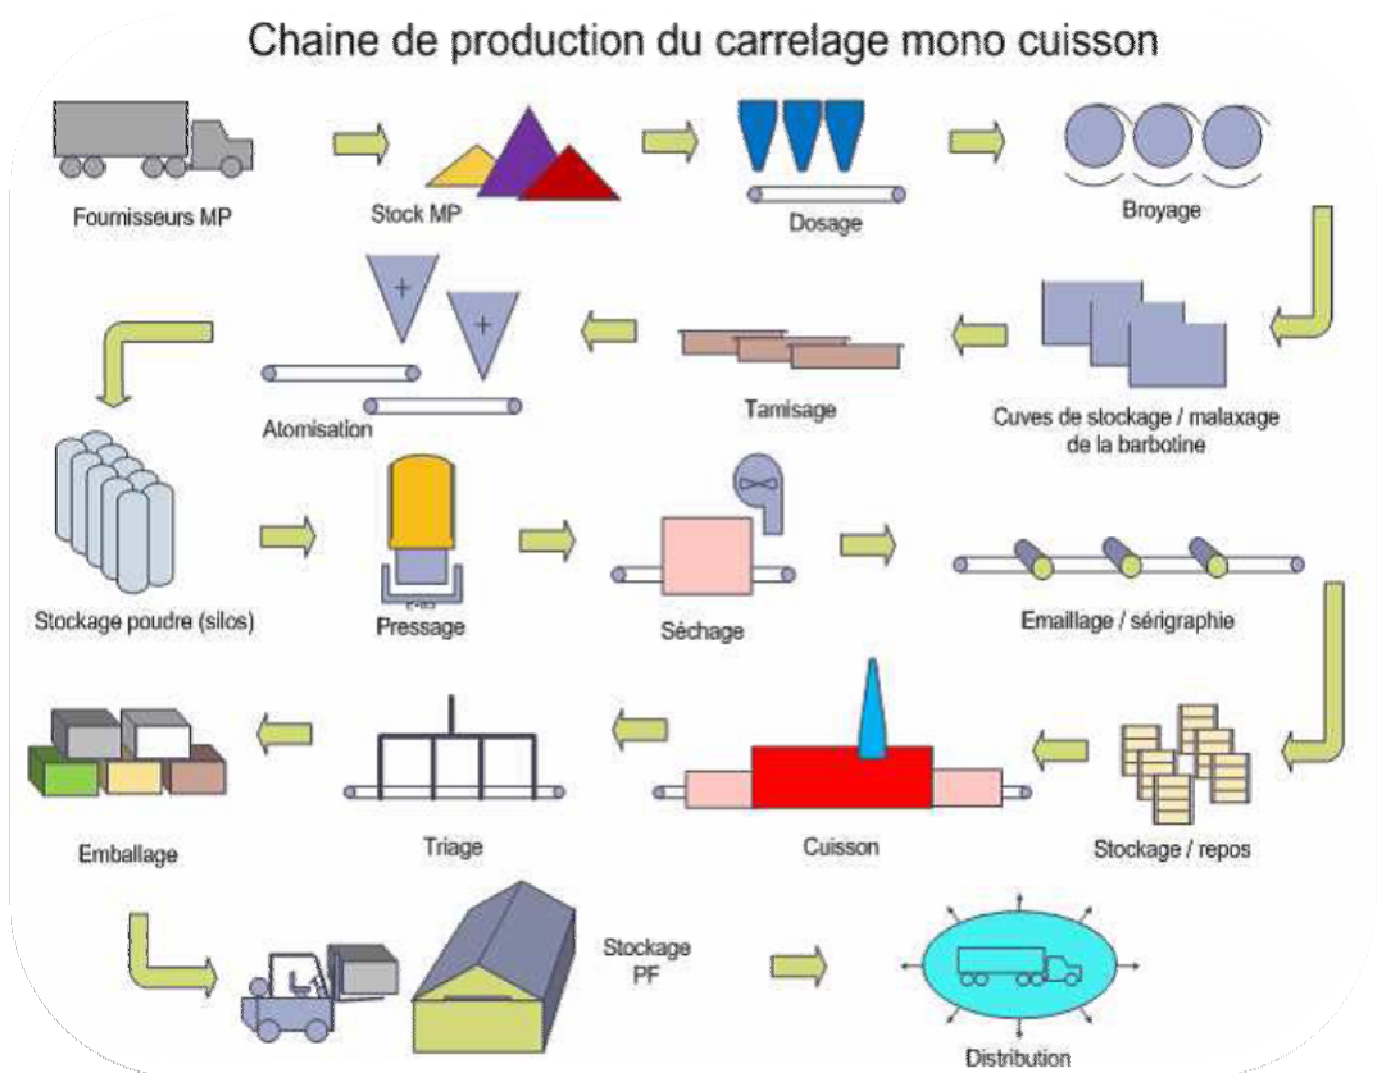 Chaine de production du carrelage mono cuisson
Fournisseurs MP
Stock MP
Dosage
Broyage
Atomisation
Tamisage
Cuves de stockage / malaxage
de la barbotine
Stockage poudre (silos)
Pressage
Séchage
Emaillage / sérigraphie
Emballage
Triage
Cuisson
Stockage / repos
Stockage
PF
Distribution